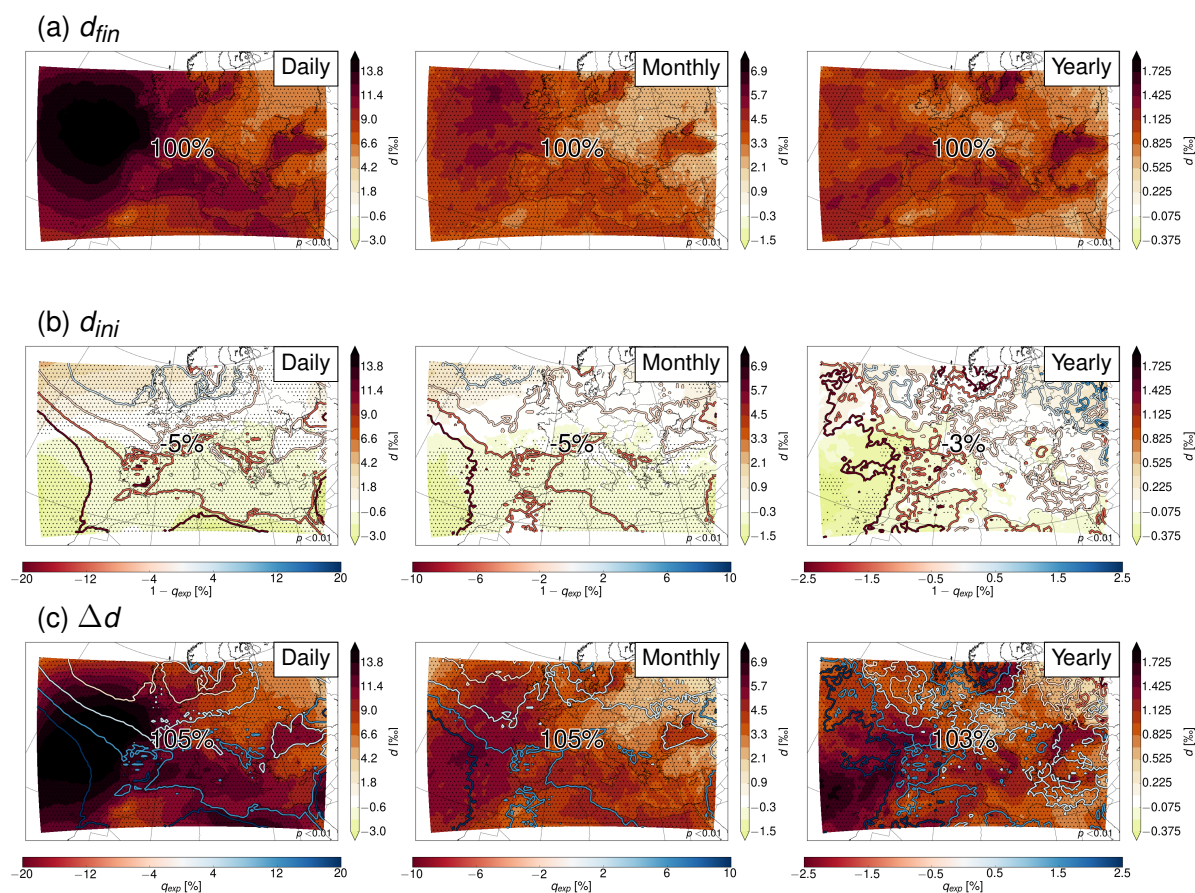 (a) d_fin
Daily
100%
p <0.01
13.8
11.4
9.0
6.6
4.2
1.8
−0.6
−3.0
d [‰]
Monthly
100%
6.9
5.7
4.5
3.3
2.1
0.9
−0.3
−1.5
d [‰]
Yearly
100%
p <0.01
1.725
1.425
1.125
0.825
0.525
0.225
−0.075
−0.375
d [‰]
(b) d_ini
Daily
-5%
p <0.01
13.8
11.4
9.0
6.6
4.2
1.8
−0.6
−3.0
d [‰]
Monthly
-5%
p <0.01
6.9
5.7
4.5
3.3
2.1
0.9
−0.3
−1.5
d [‰]
Yearly
-3%
p <0.01
1.725
1.425
1.125
0.825
0.525
0.225
−0.075
−0.375
d [‰]
−20 −12 −4 4 12 20
1 − q_exp [%]
−10 −6 −2 2 6 10
1 − q_exp [%]
−2.5 −1.5 −0.5 0.5 1.5 2.5
1 − q_exp [%]
(c) Δd
Daily
105%
p <0.01
13.8
11.4
9.0
6.6
4.2
1.8
−0.6
−3.0
d [‰]
Monthly
105%
p <0.01
6.9
5.7
4.5
3.3
2.1
0.9
−0.3
−1.5
d [‰]
Yearly
103%
p <0.01
1.725
1.425
1.125
0.825
0.525
0.225
−0.075
−0.375
d [‰]
−20 −12 −4 4 12 20
q_exp [%]
−10 −6 −2 2 6 10
q_exp [%]
−2.5 −1.5 −0.5 0.5 1.5 2.5
q_exp [%]